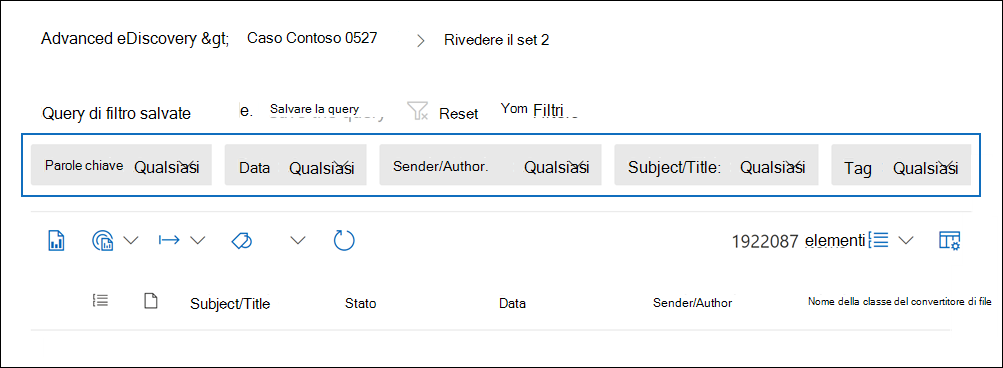 Advanced eDiscovery &gt; Caso Contoso 0527 > Rivedere il set 2
Query di filtro salvate e. Salvare la query Reset Yom Filtri
Parole chiave Qualsiasi Data Qualsiasi Sender/Author. Qualsiasi Subject/Title: Qualsiasi Tag Qualsiasi
1922087 elementi
Subject/Title Stato Data Sender/Author Nome della classe del convertitore di file